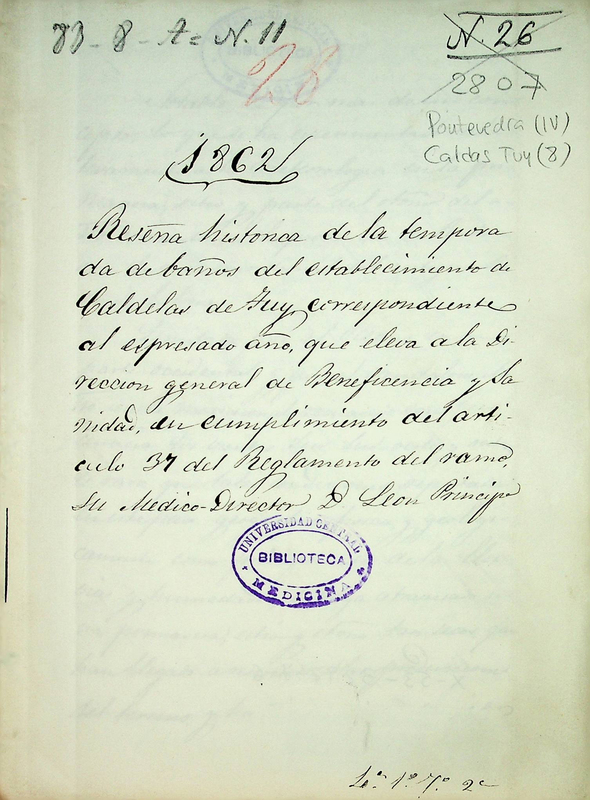 83-8-A= N. 11
28
N. 26
2807
Pontevedra (IV)
Caldas Tuy (8)
1862
Reseña historica de la tempora
da de baños del establecimiento de
Caldelas de Tuy correspondiente
al espresado año, que eleva a la Di
reccion general de Beneficencia y Sa
nidad, en cumplimiento del arti-
culo 37 del Reglamento del ramo,
su Medico-Director D Leon Principe
UNIVERSIDAD CENTRAL
BIBLIOTECA
MEDICINA